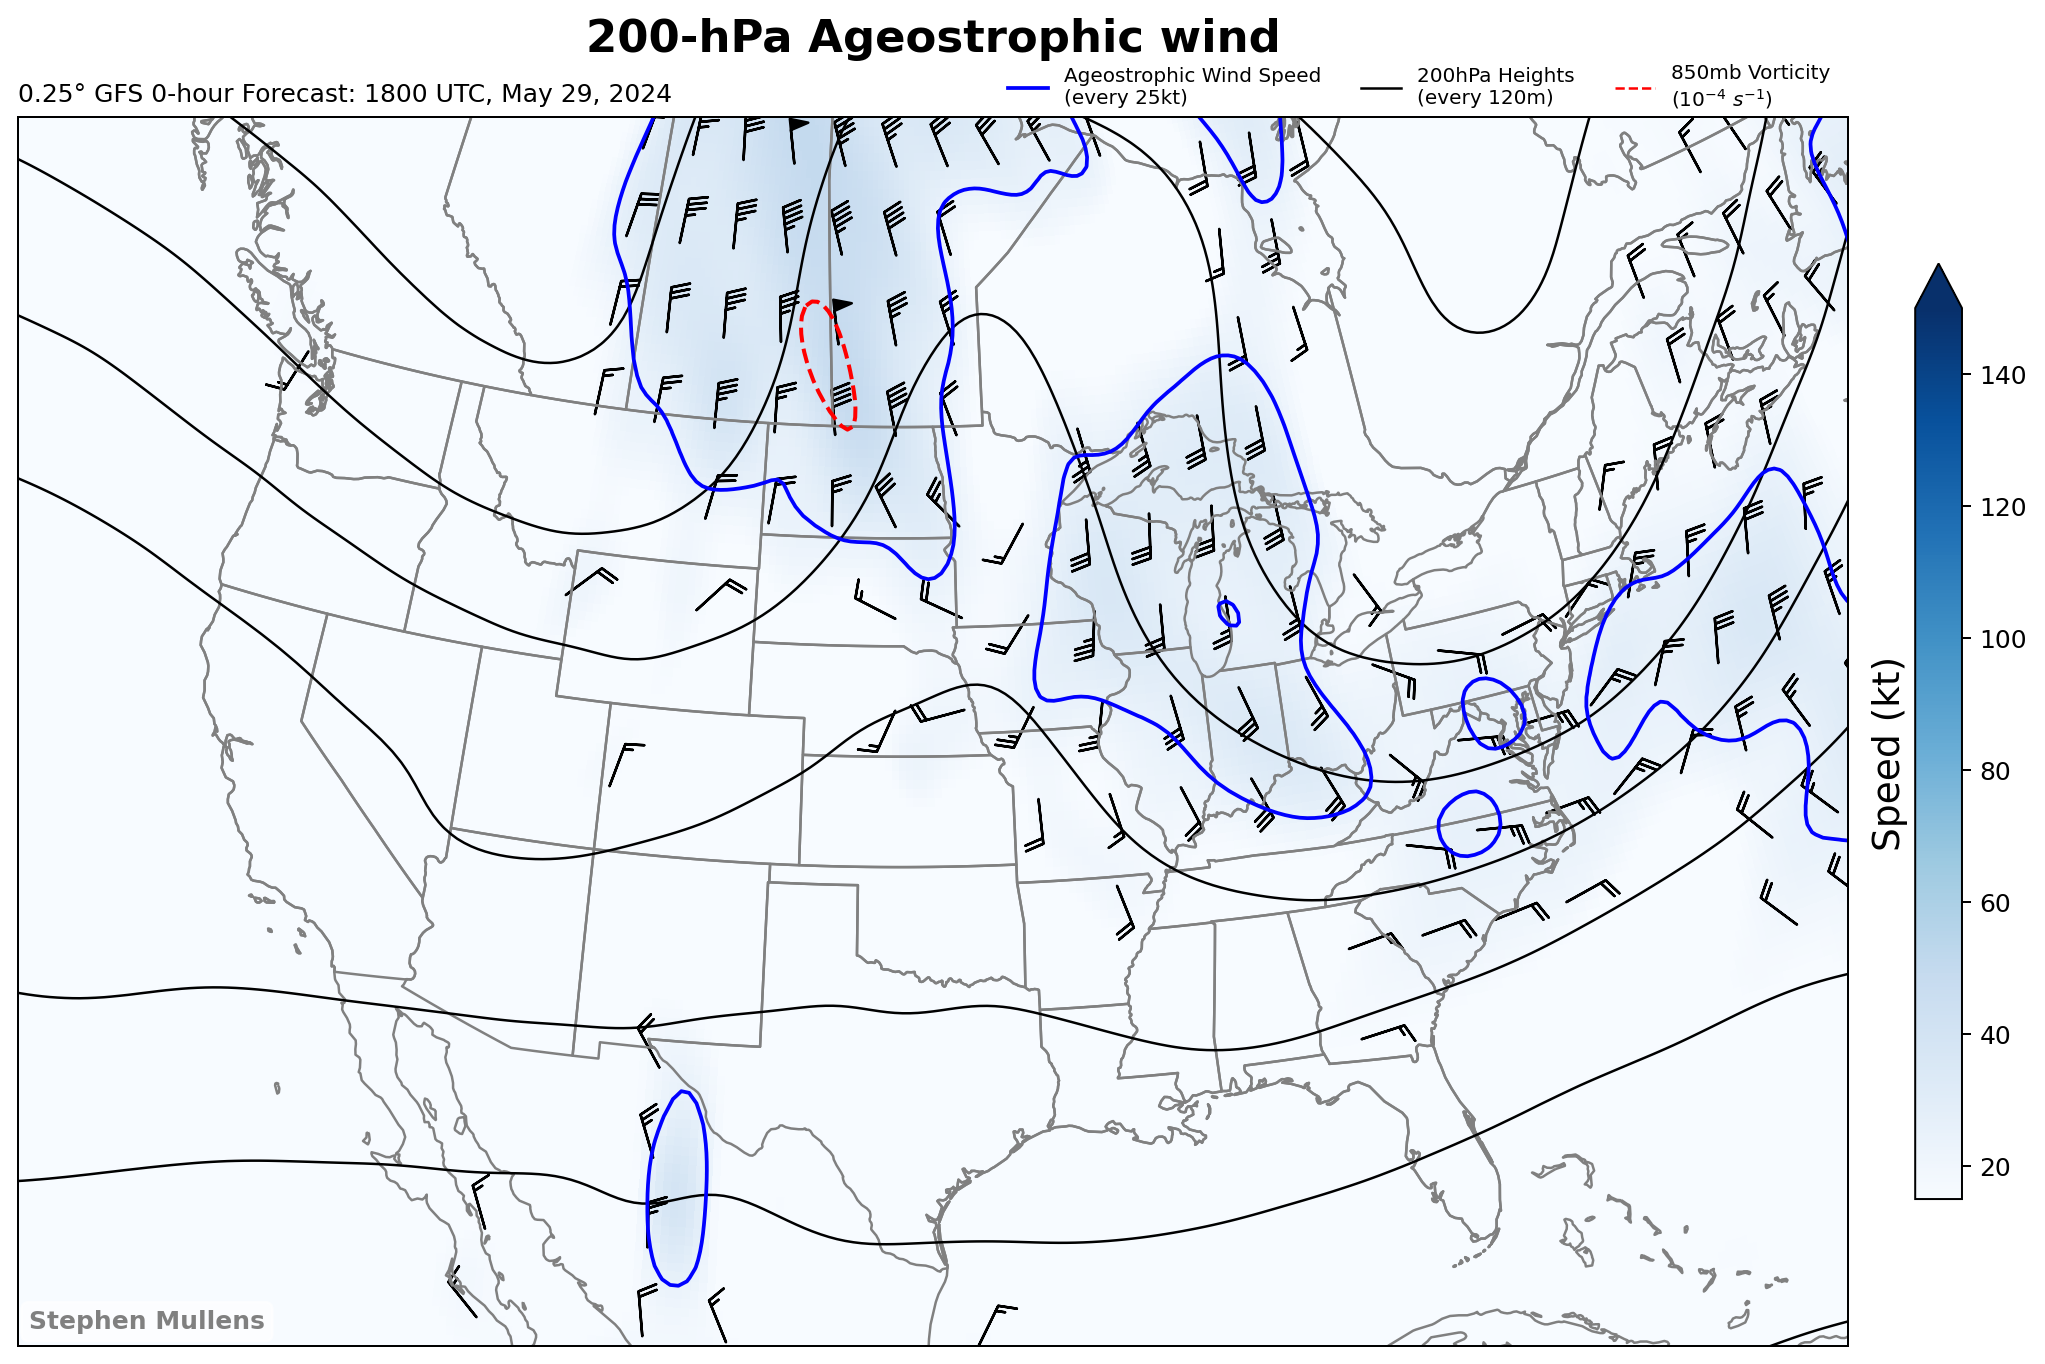 200-hPa Ageostrophic wind
0.25° GFS 0-hour Forecast: 1800 UTC, May 29, 2024
Ageostrophic Wind Speed
(every 25kt)
200hPa Heights
(every 120m)
850mb Vorticity
(10⁻⁴ s⁻¹)
140
120
100
80
60
40
20
Speed (kt)
Stephen Mullens